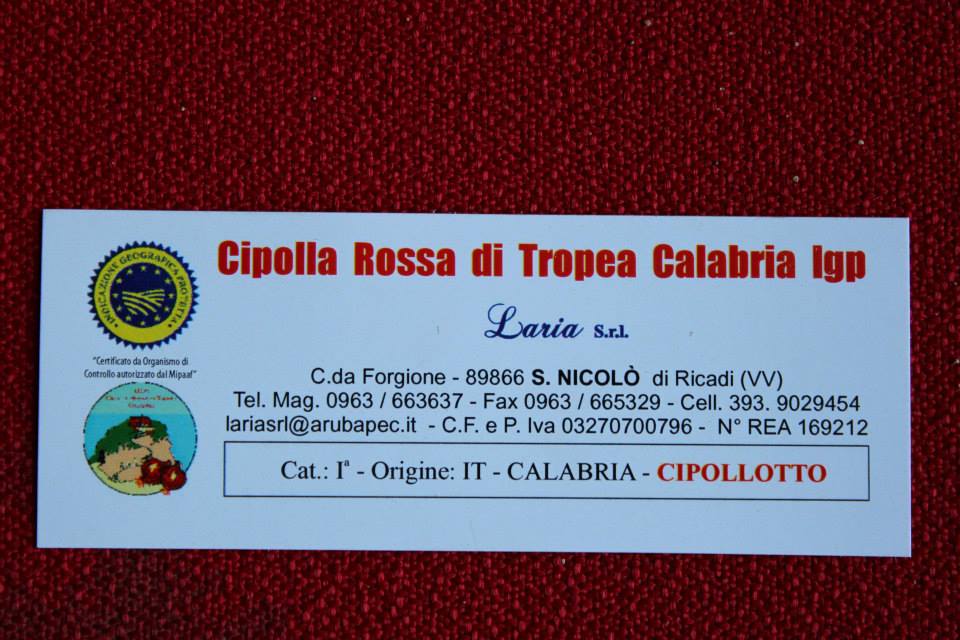 Cipolla Rossa di Tropea Calabria Igp
INDICAZIONE GEOGRAFICA PROTETTA
Laria S.r.l.
"Certificato da Organismo di
Controllo autorizzato dal Mipaaf"
C.da Forgione - 89866 S. NICOLÒ di Ricadi (VV)
Tel. Mag. 0963 / 663637 - Fax 0963 / 665329 - Cell. 393. 9029454
lariasrl@arubapec.it - C.F. e P. Iva 03270700796 - N° REA 169212
Cat.: Iª - Origine: IT - CALABRIA - CIPOLLOTTO